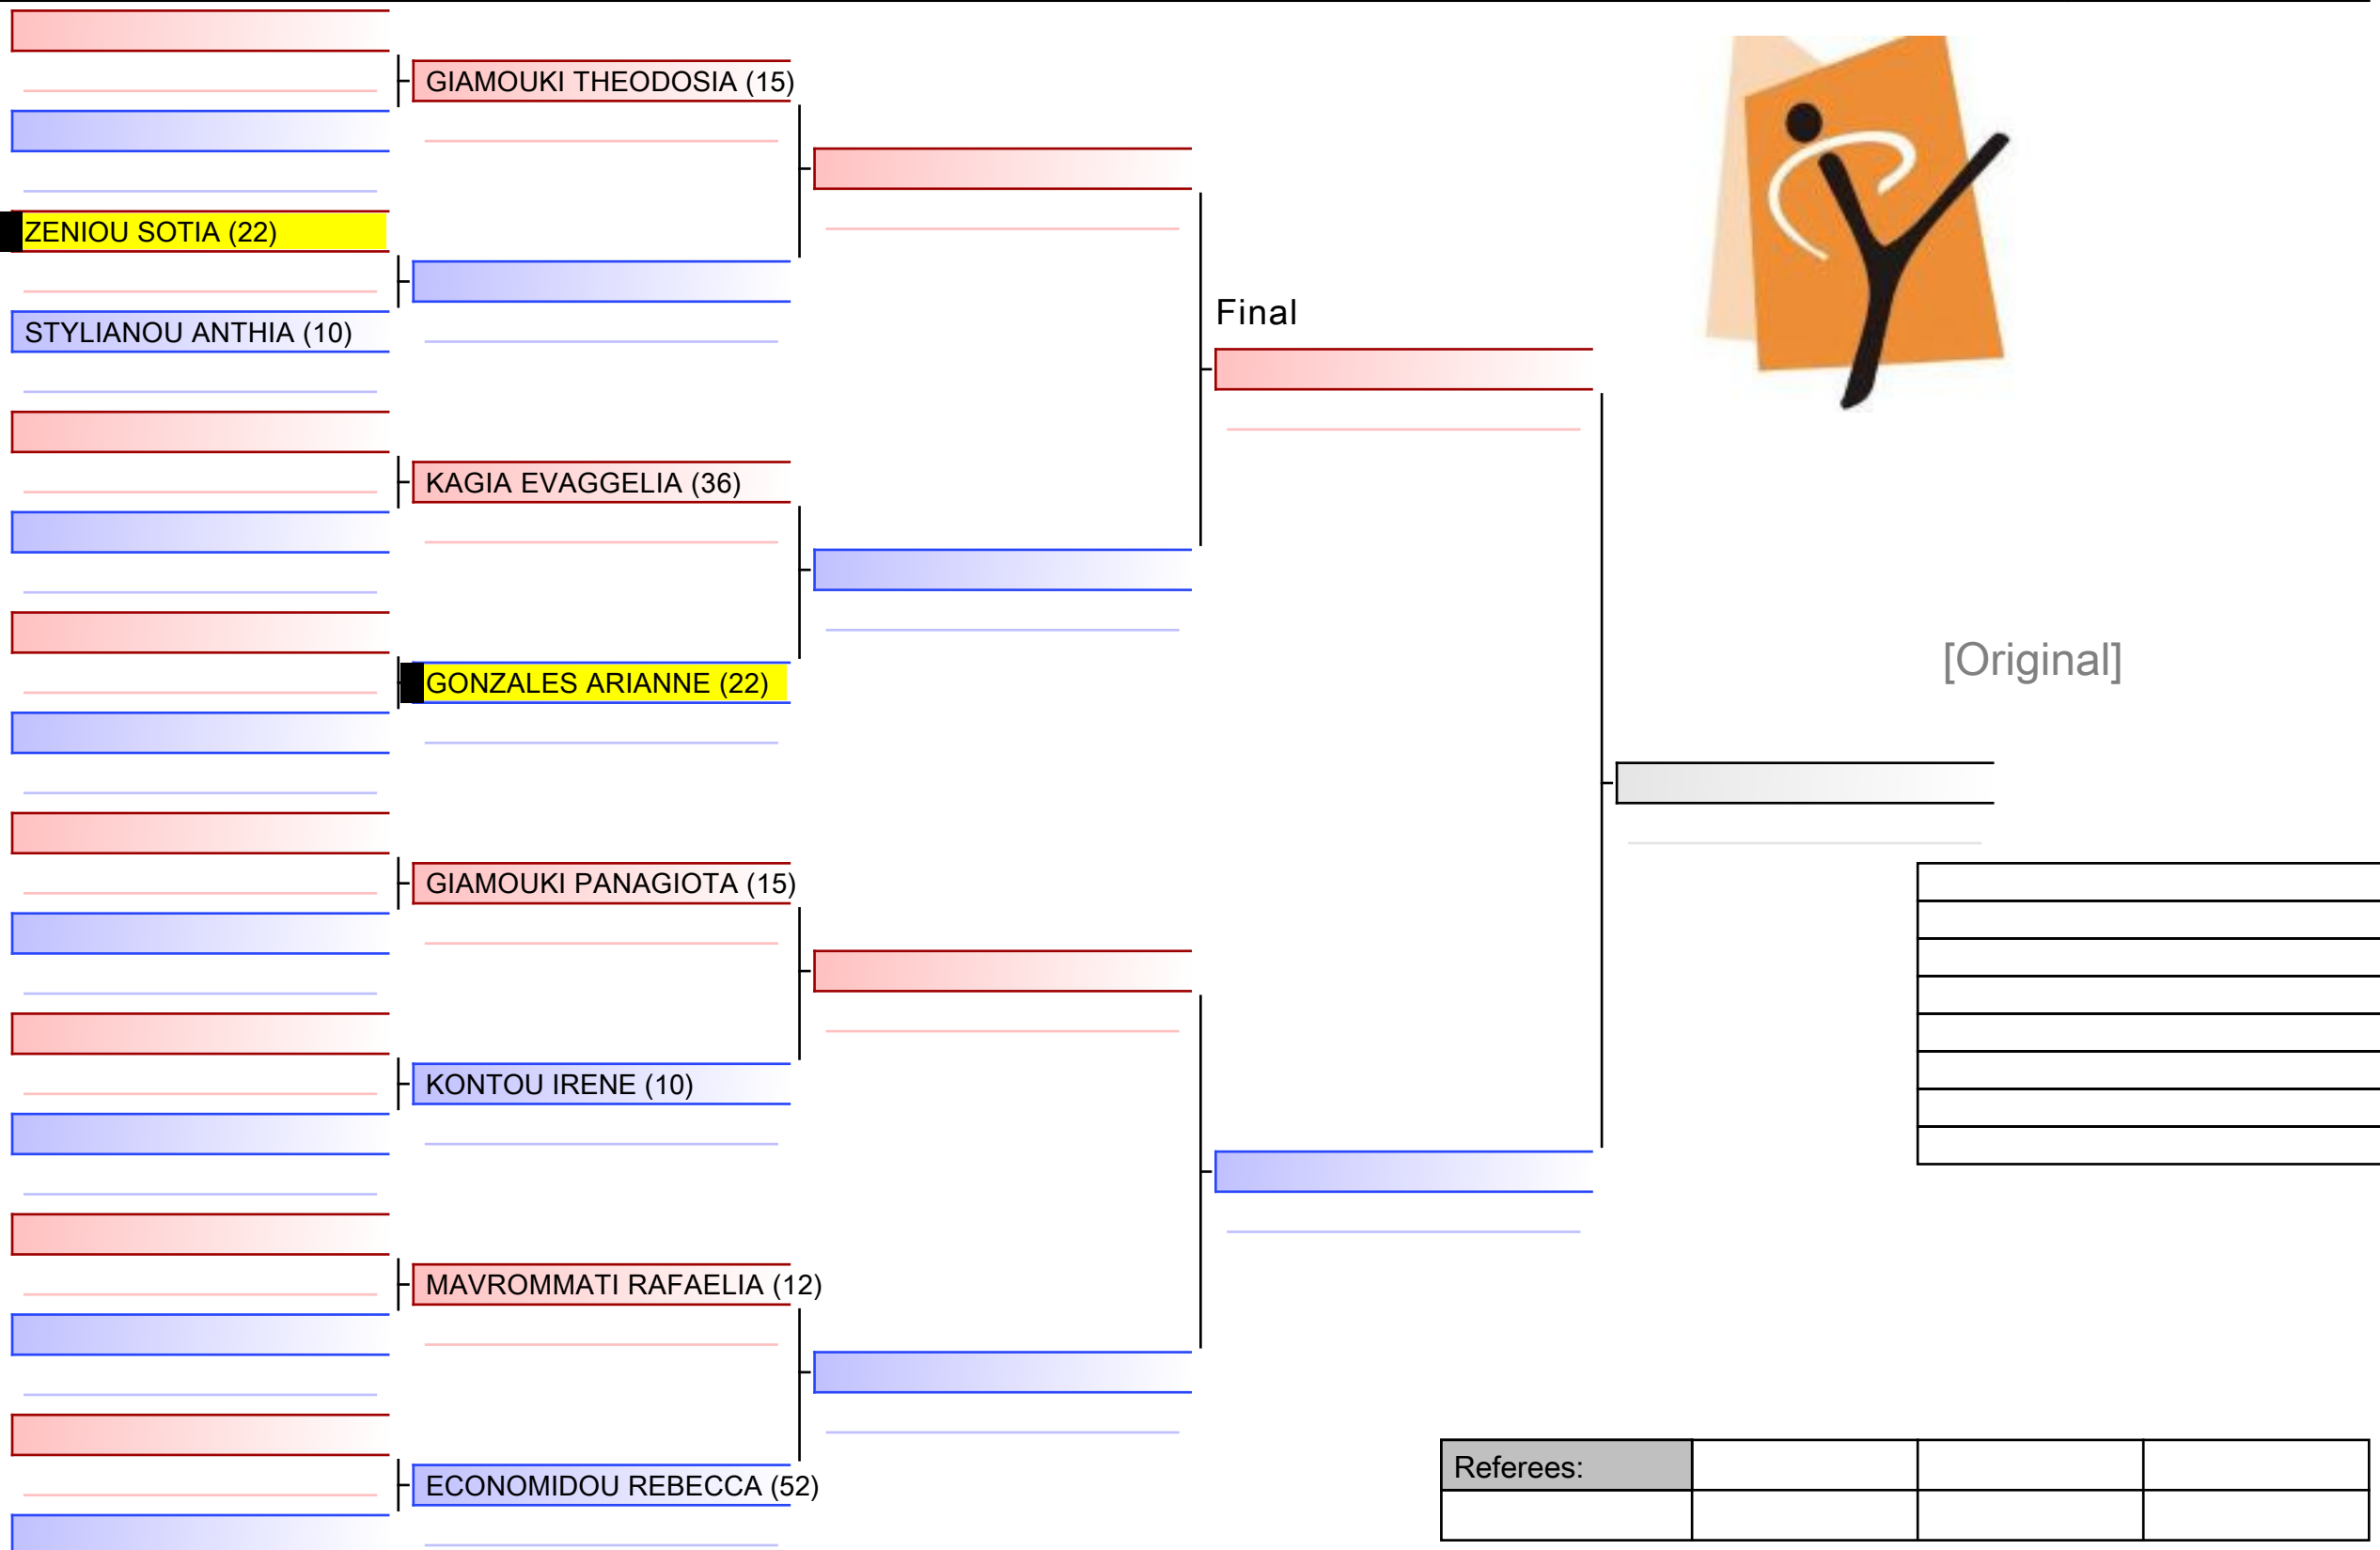 GIAMOUKI THEODOSIA (15)
ZENIOU SOTIA (22)
STYLIANOU ANTHIA (10)
Final
KAGIA EVAGGELIA (36)
GONZALES ARIANNE (22)
[Original]
GIAMOUKI PANAGIOTA (15)
KONTOU IRENE (10)
MAVROMMATI RAFAELIA (12)
ECONOMIDOU REBECCA (52)
Referees: